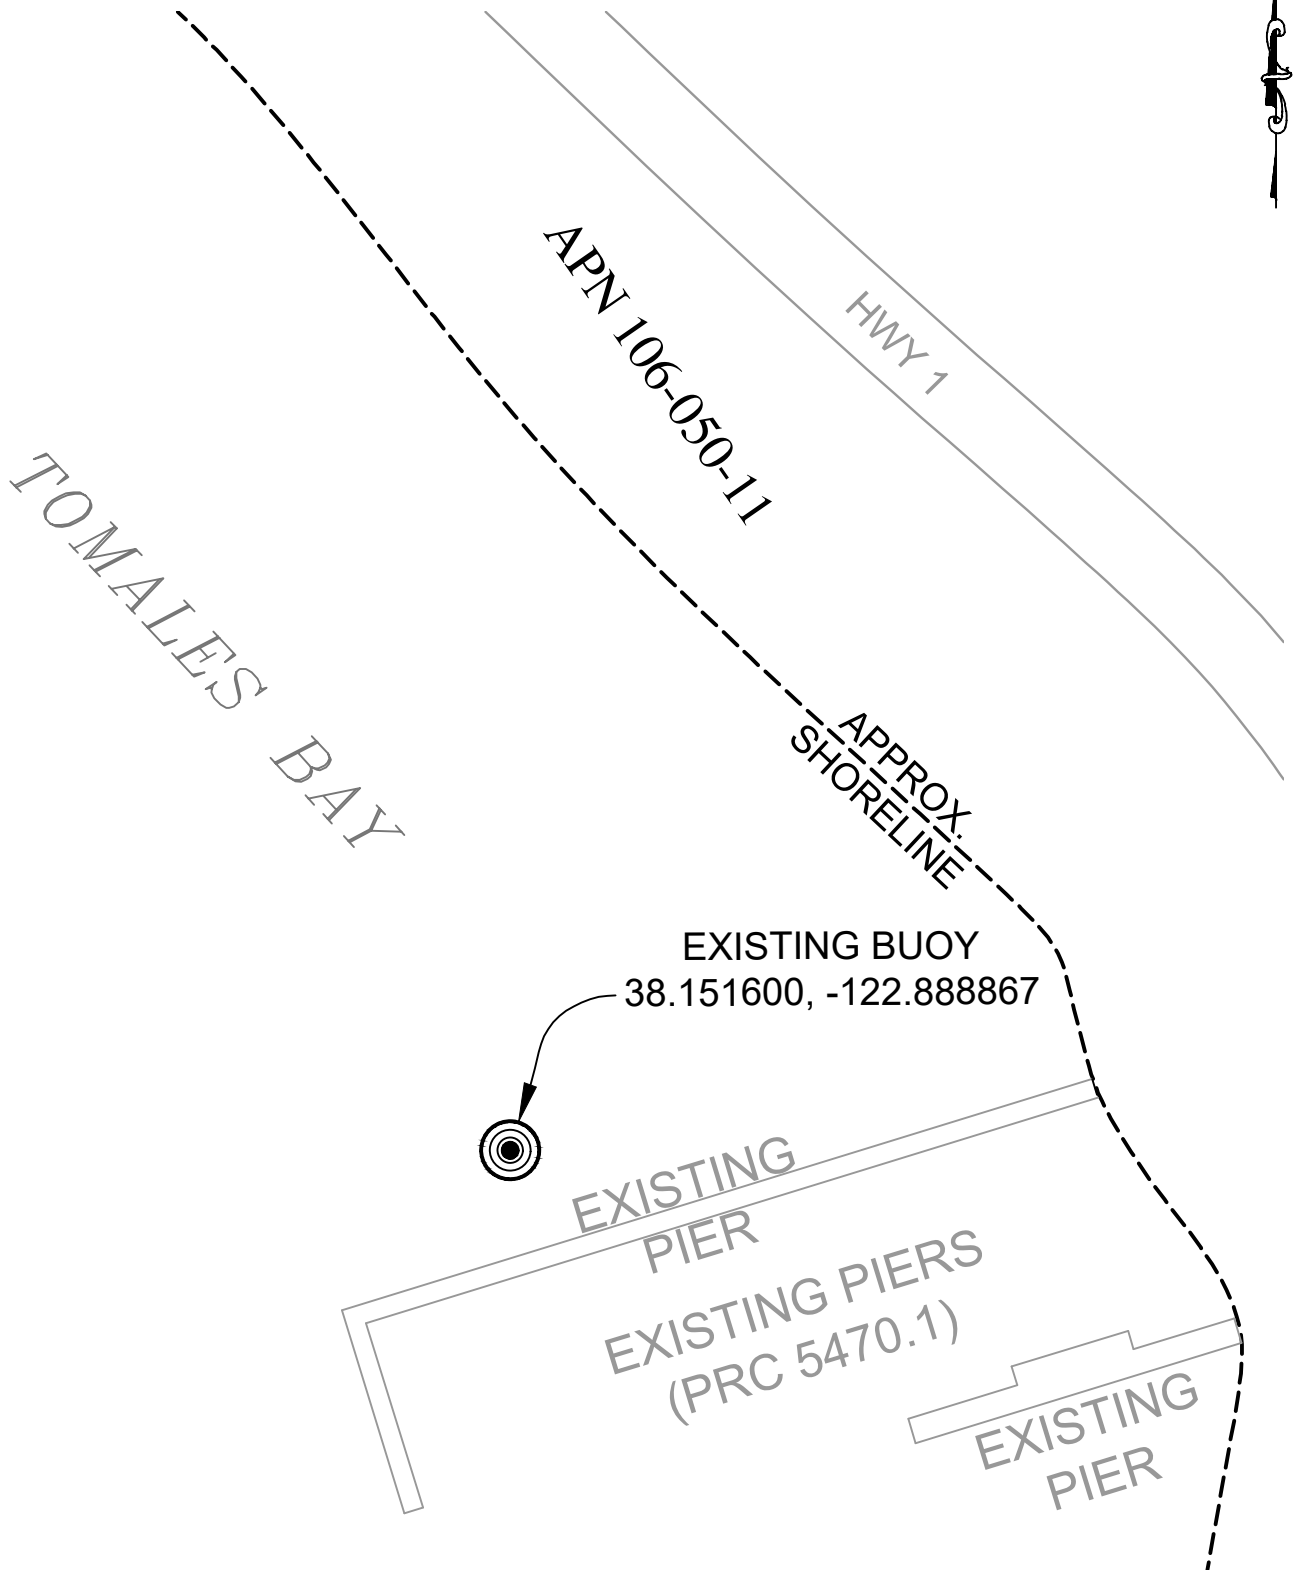 HWY 1
APN 106-050-11
TOMALES BAY
APPROX.
SHORELINE
EXISTING BUOY
38.151600, -122.888867
EXISTING
PIER
EXISTING PIERS
(PRC 5470.1)
EXISTING
PIER